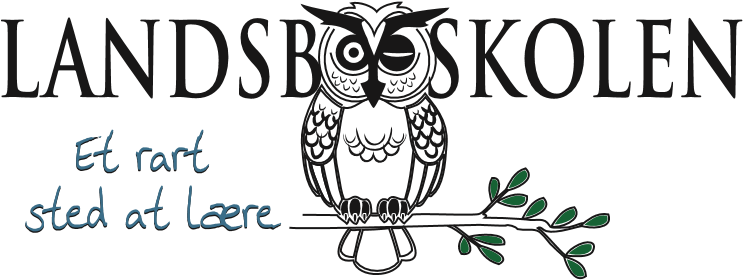 LANDSBYSKOLEN
Et rart
sted at lære